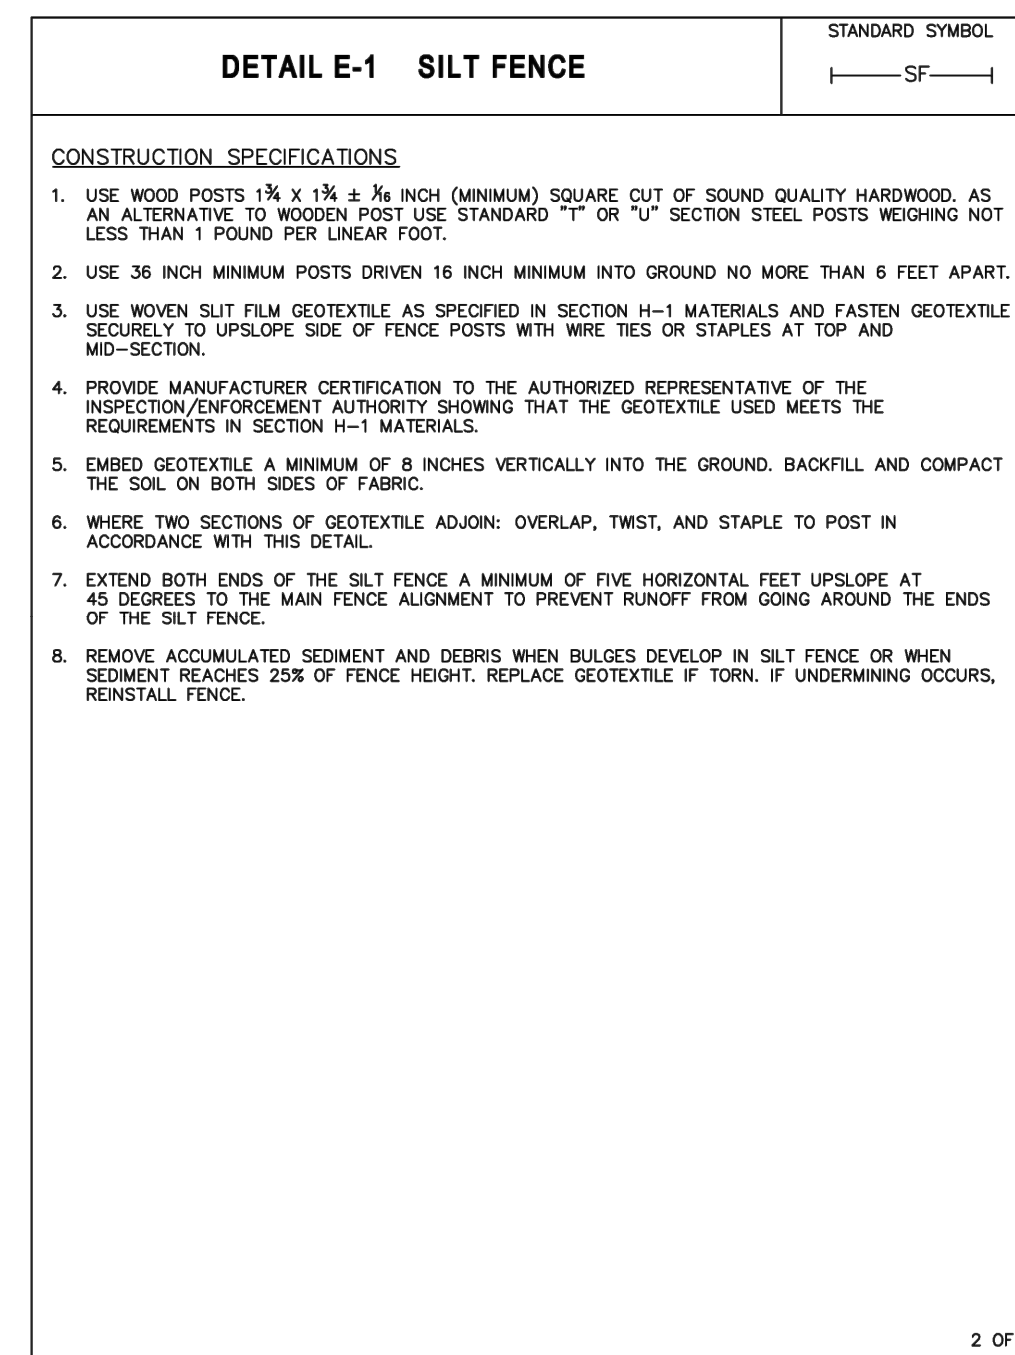 DETAIL E-1 SILT FENCE
STANDARD SYMBOL
SF
CONSTRUCTION SPECIFICATIONS
1. USE WOOD POSTS 1¾ X 1¾ ± 1/16 INCH (MINIMUM) SQUARE CUT OF SOUND QUALITY HARDWOOD. AS
AN ALTERNATIVE TO WOODEN POST USE STANDARD "T" OR "U" SECTION STEEL POSTS WEIGHING NOT
LESS THAN 1 POUND PER LINEAR FOOT.
2. USE 36 INCH MINIMUM POSTS DRIVEN 16 INCH MINIMUM INTO GROUND NO MORE THAN 6 FEET APART.
3. USE WOVEN SLIT FILM GEOTEXTILE AS SPECIFIED IN SECTION H-1 MATERIALS AND FASTEN GEOTEXTILE
SECURELY TO UPSLOPE SIDE OF FENCE POSTS WITH WIRE TIES OR STAPLES AT TOP AND
MID-SECTION.
4. PROVIDE MANUFACTURER CERTIFICATION TO THE AUTHORIZED REPRESENTATIVE OF THE
INSPECTION/ENFORCEMENT AUTHORITY SHOWING THAT THE GEOTEXTILE USED MEETS THE
REQUIREMENTS IN SECTION H-1 MATERIALS.
5. EMBED GEOTEXTILE A MINIMUM OF 8 INCHES VERTICALLY INTO THE GROUND. BACKFILL AND COMPACT
THE SOIL ON BOTH SIDES OF FABRIC.
6. WHERE TWO SECTIONS OF GEOTEXTILE ADJOIN: OVERLAP, TWIST, AND STAPLE TO POST IN
ACCORDANCE WITH THIS DETAIL.
7. EXTEND BOTH ENDS OF THE SILT FENCE A MINIMUM OF FIVE HORIZONTAL FEET UPSLOPE AT
45 DEGREES TO THE MAIN FENCE ALIGNMENT TO PREVENT RUNOFF FROM GOING AROUND THE ENDS
OF THE SILT FENCE.
8. REMOVE ACCUMULATED SEDIMENT AND DEBRIS WHEN BULGES DEVELOP IN SILT FENCE OR WHEN
SEDIMENT REACHES 25% OF FENCE HEIGHT. REPLACE GEOTEXTILE IF TORN. IF UNDERMINING OCCURS,
REINSTALL FENCE.
2 OF